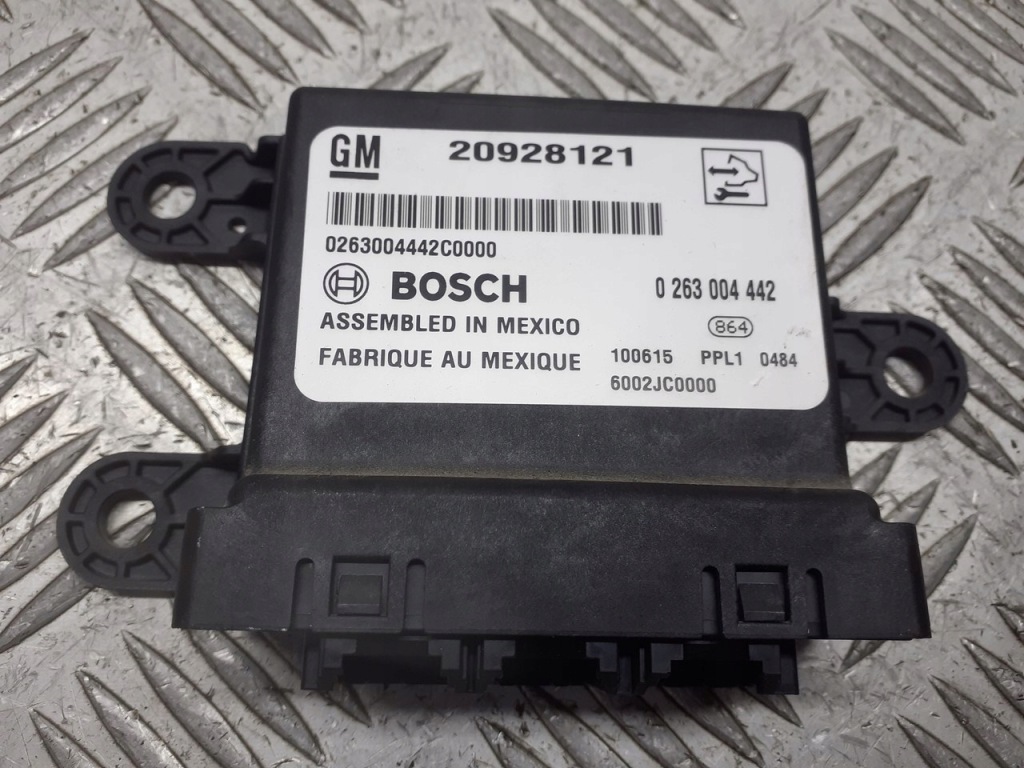 GM 20928121
0263004442C0000
BOSCH 0 263 004 442
ASSEMBLED IN MEXICO 864
FABRIQUE AU MEXIQUE 100615 PPL1 0484
6002JC0000